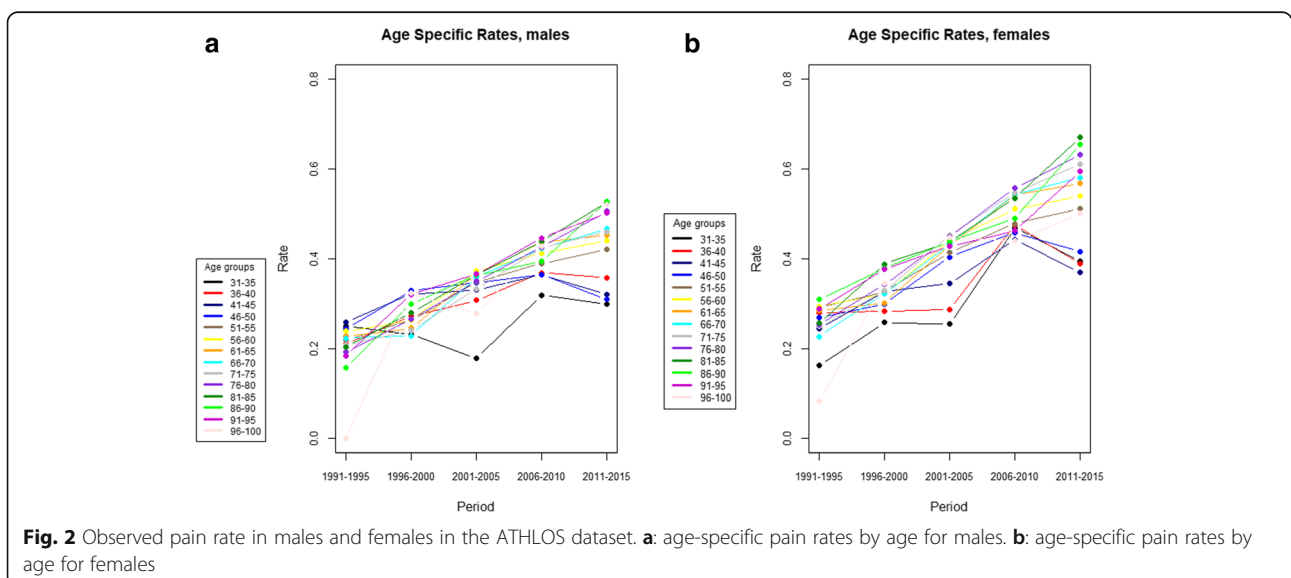 a
Age Specific Rates, males
0.8
0.6
0.4
0.2
0.0
Rate
Age groups
31-35
36-40
41-45
46-50
51-55
56-60
61-65
66-70
71-75
76-80
81-85
86-90
91-95
96-100
1991-1995 1996-2000 2001-2005 2006-2010 2011-2015
Period
b
Age Specific Rates, females
0.8
0.6
0.4
0.2
0.0
Rate
Age groups
31-35
36-40
41-45
46-50
51-55
56-60
61-65
66-70
71-75
76-80
81-85
86-90
91-95
96-100
1991-1995 1996-2000 2001-2005 2006-2010 2011-2015
Period
Fig. 2 Observed pain rate in males and females in the ATHLOS dataset. a: age-specific pain rates by age for males. b: age-specific pain rates by
age for females